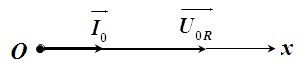 O I₀ U₀R x